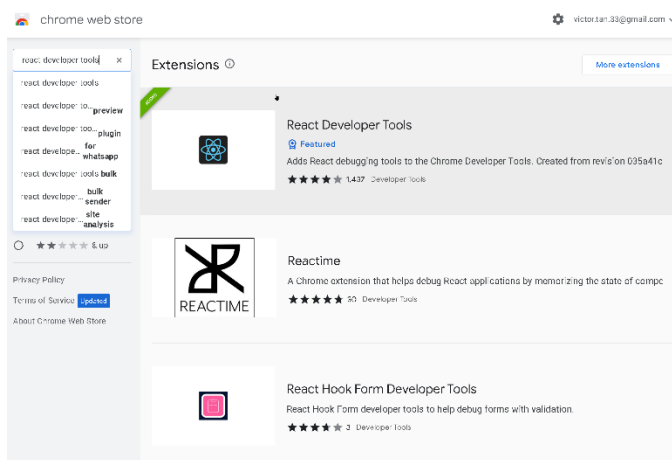 chrome web store
victor.tan.33@gmail.com
react developer tools
react developer tools
react developer to... preview
react developer too... plugin
react develope... for whatsapp
react developer tools bulk
react developer... bulk sender
react developer... site analysis
& up
Privacy Policy
Terms of Service Updated
About Chrome Web Store
Extensions
More extensions
React Developer Tools
Featured
Adds React debugging tools to the Chrome Developer Tools. Created from revision 035a41c
1,437 Developer Tools
REACTIME
Reactime
A Chrome extension that helps debug React applications by memorizing the state of compo
30 Developer Tools
React Hook Form Developer Tools
React Hook Form developer tools to help debug forms with validation.
3 Developer Tools